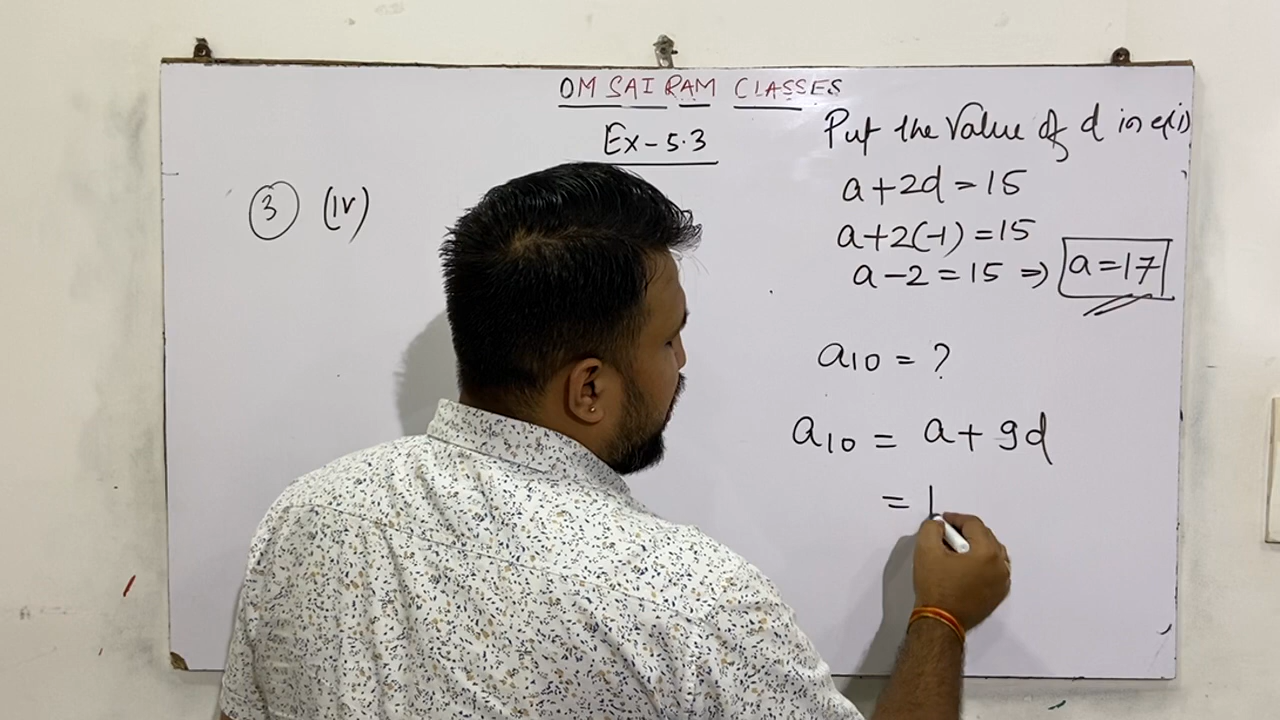 OM SAI RAM CLASSES
Ex-5.3
3 (iv)
Put the value of d in e(i)
a+2d=15
a+2(-1)=15
a-2=15 ⇒ a=17
a10 = ?
a10 = a+9d
= 1